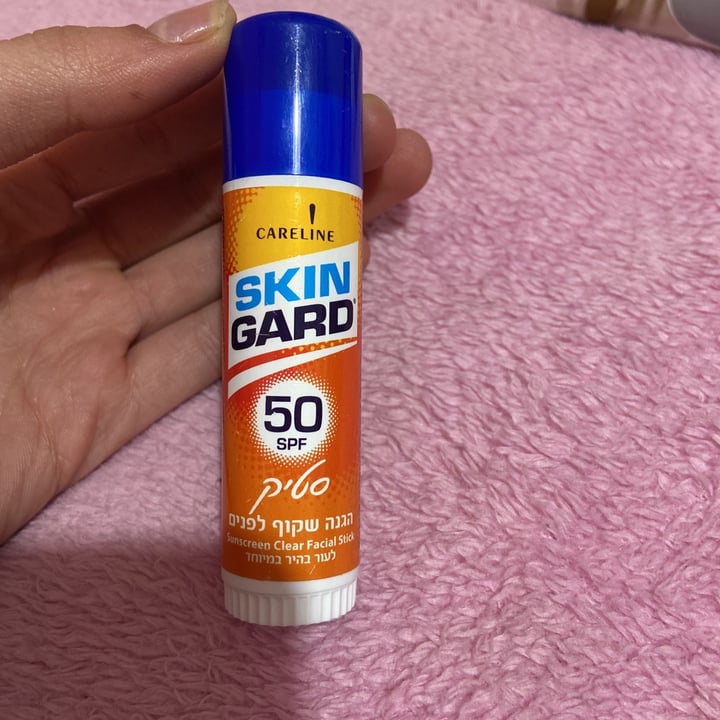 CARELINE
SKIN
GARD®
50
SPF
סטיק
הגנה שקוף לפנים
Sunscreen Clear Facial Stick
לעור בהיר במיוחד